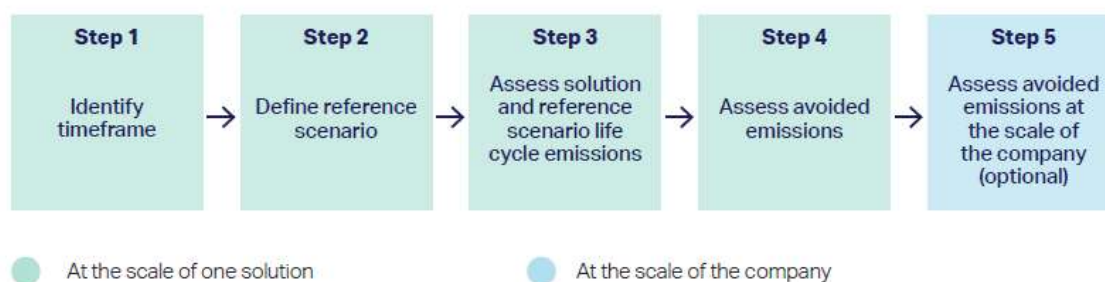 Step 1
Identify
timeframe
Step 2
Define reference
scenario
Step 3
Assess solution
and reference
scenario life
cycle emissions
Step 4
Assess avoided
emissions
Step 5
Assess avoided
emissions at
the scale of
the company
(optional)
At the scale of one solution
At the scale of the company